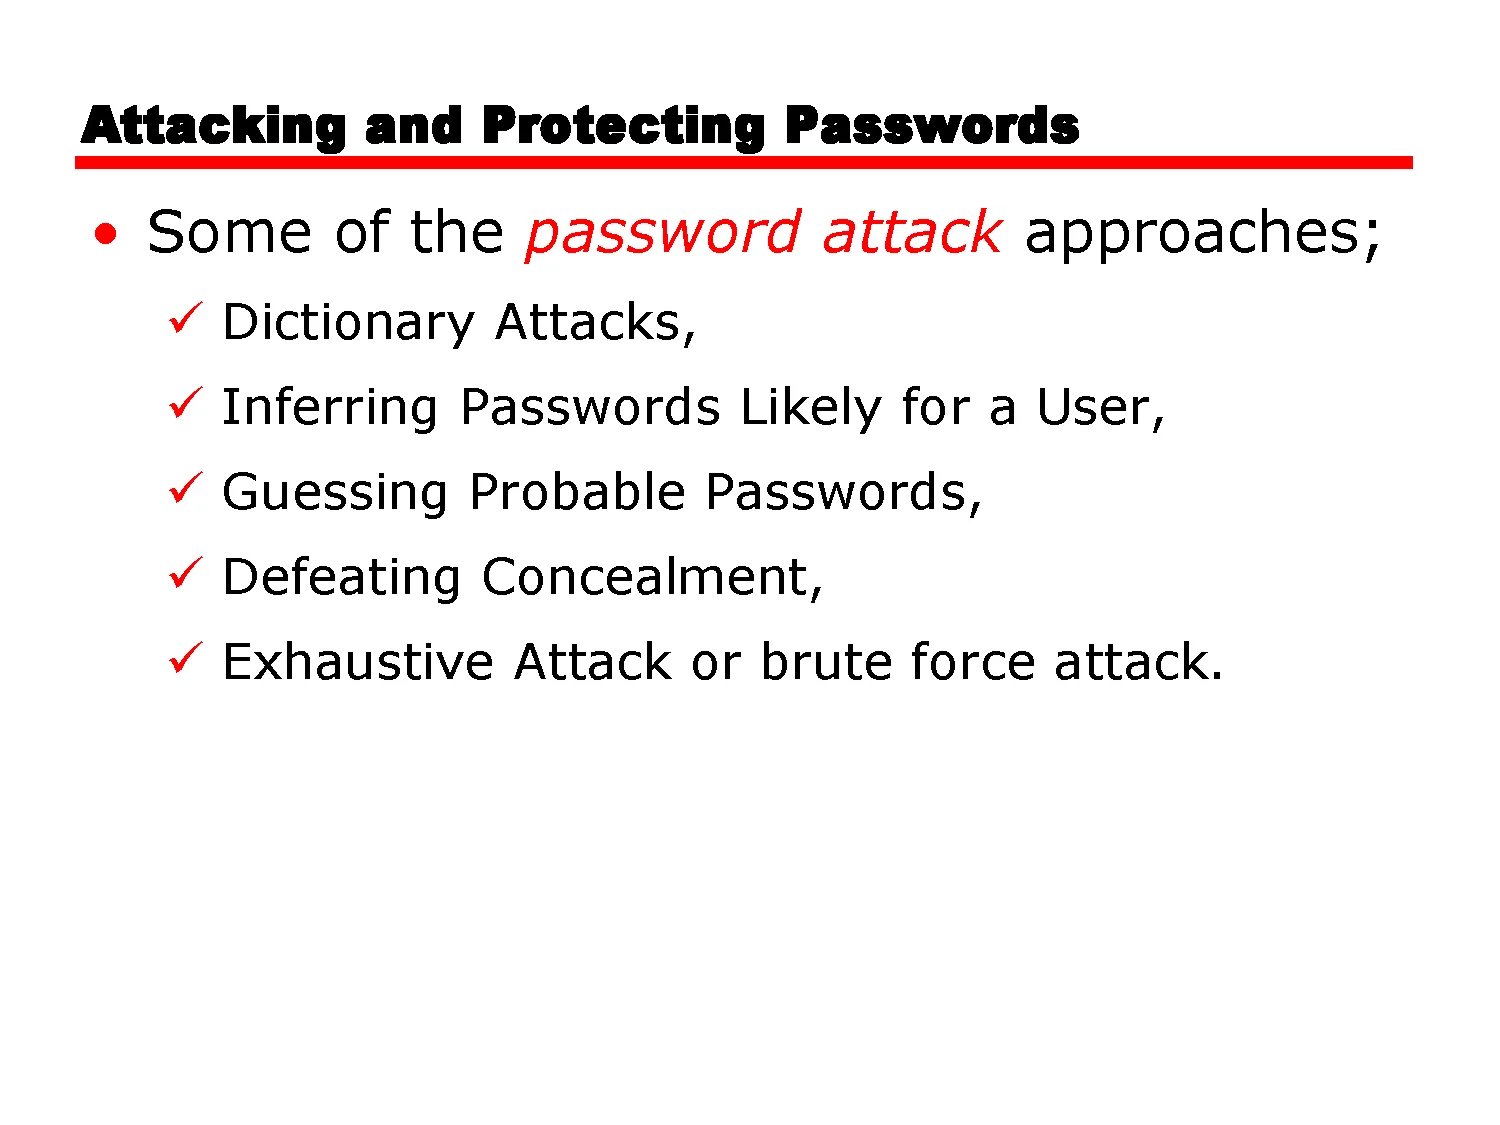 Attacking and Protecting Passwords
• Some of the password attack approaches;
✓ Dictionary Attacks,
✓ Inferring Passwords Likely for a User,
✓ Guessing Probable Passwords,
✓ Defeating Concealment,
✓ Exhaustive Attack or brute force attack.